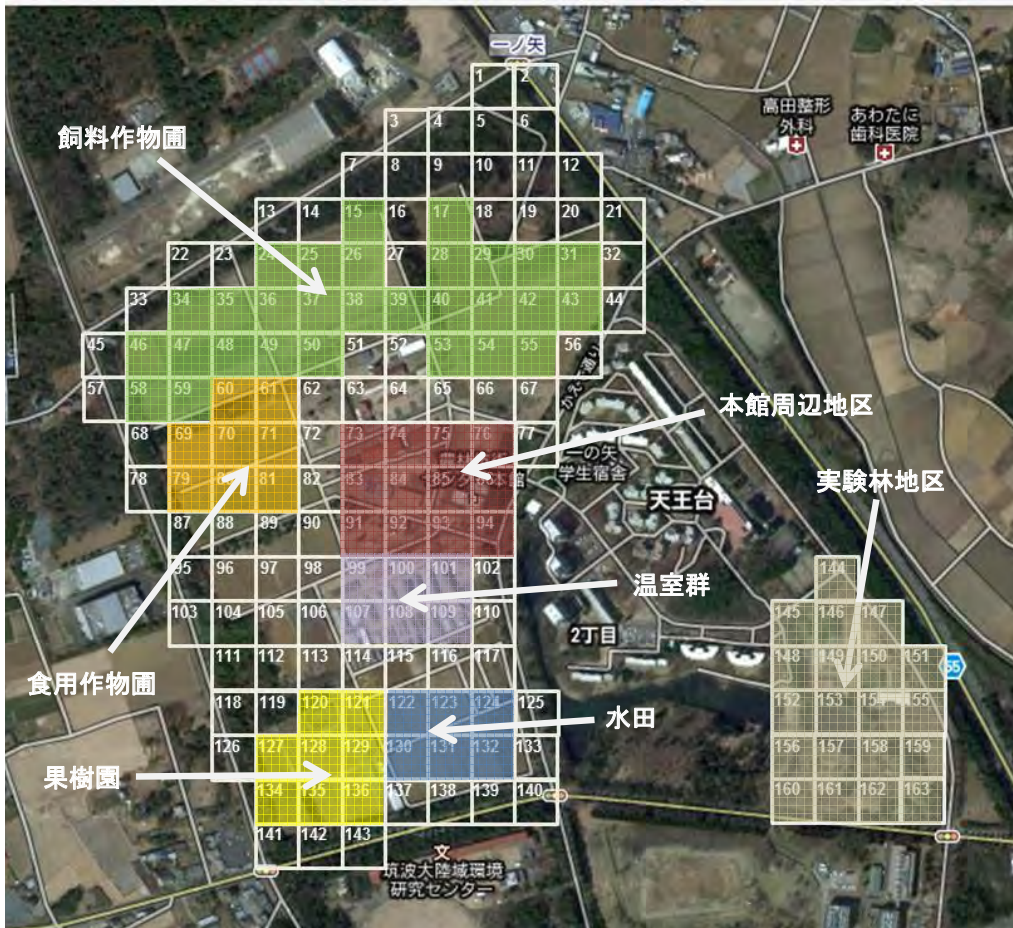 一ノ矢
1 2
高田整形
外科
あわたに
歯科医院
3 4 5 6
飼料作物圃
7 8 9 10 11 12
13 14 15 16 17 18 19 20 21
22 23 24 25 26 27 28 29 30 31 32
33 34 35 36 37 38 39 40 41 42 43 44
45 46 47 48 49 50 51 52 53 54 55 56
かえで通り
57 58 59 60 61 62 63 64 65 66 67
本館周辺地区
68 69 70 71 72 73 74 75 76 77
一の矢
学生宿舎
78 79 80 81 82 83 84 85 86
実験林地区
天王台
87 88 89 90 91 92 93 94
95 96 97 98 99 100 101 102
144
温室群
103 104 105 106 107 108 109 110
145 146 147
2丁目
111 112 113 114 115 116 117
148 149 150 151
55
食用作物圃
118 119 120 121 122 123 124 125
152 153 154 155
水田
126 127 128 129 130 131 132 133
156 157 158 159
果樹園
134 135 136 137 138 139 140
160 161 162 163
141 142 143
文
筑波大陸域環境
研究センター